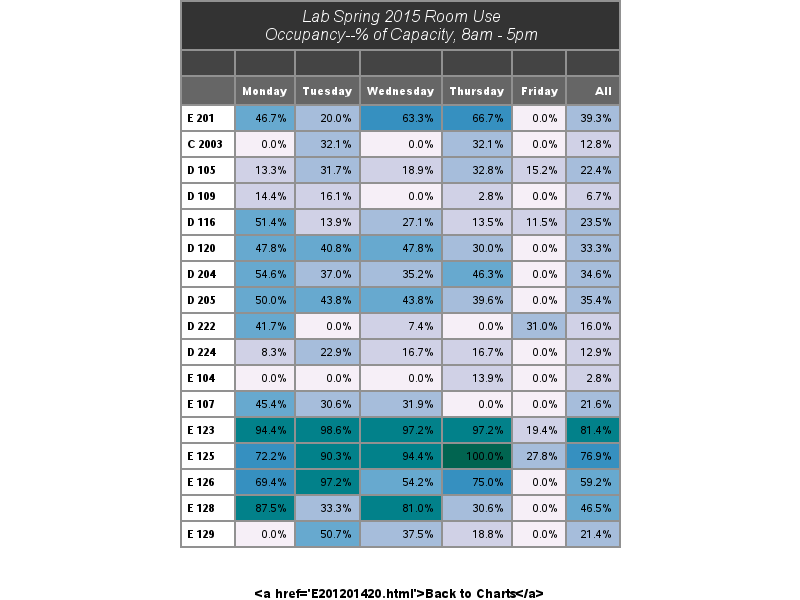 Lab Spring 2015 Room Use
Occupancy--% of Capacity, 8am - 5pm
Monday Tuesday Wednesday Thursday Friday All
E 201 46.7% 20.0% 63.3% 66.7% 0.0% 39.3%
C 2003 0.0% 32.1% 0.0% 32.1% 0.0% 12.8%
D 105 13.3% 31.7% 18.9% 32.8% 15.2% 22.4%
D 109 14.4% 16.1% 0.0% 2.8% 0.0% 6.7%
D 116 51.4% 13.9% 27.1% 13.5% 11.5% 23.5%
D 120 47.8% 40.8% 47.8% 30.0% 0.0% 33.3%
D 204 54.6% 37.0% 35.2% 46.3% 0.0% 34.6%
D 205 50.0% 43.8% 43.8% 39.6% 0.0% 35.4%
D 222 41.7% 0.0% 7.4% 0.0% 31.0% 16.0%
D 224 8.3% 22.9% 16.7% 16.7% 0.0% 12.9%
E 104 0.0% 0.0% 0.0% 13.9% 0.0% 2.8%
E 107 45.4% 30.6% 31.9% 0.0% 0.0% 21.6%
E 123 94.4% 98.6% 97.2% 97.2% 19.4% 81.4%
E 125 72.2% 90.3% 94.4% 100.0% 27.8% 76.9%
E 126 69.4% 97.2% 54.2% 75.0% 0.0% 59.2%
E 128 87.5% 33.3% 81.0% 30.6% 0.0% 46.5%
E 129 0.0% 50.7% 37.5% 18.8% 0.0% 21.4%
<a href='E201201420.html'>Back to Charts</a>